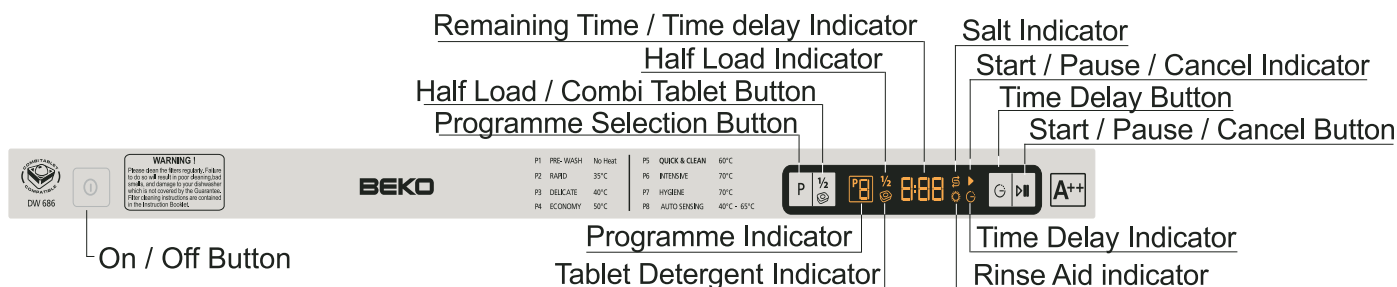 Remaining Time / Time delay Indicator
Salt Indicator
Half Load Indicator
Start / Pause / Cancel Indicator
Half Load / Combi Tablet Button
Time Delay Button
Programme Selection Button
Start / Pause / Cancel Button
COMBITABLET
COMPATIBLE
DW 686
WARNING !
Please clean the filters regularly. Failure
to do so will result in poor cleaning,bad
smells, and damage to your dishwasher
which is not covered by the Guarantee.
Filter cleaning instructions are contained
in the Instruction Booklet.
BEKO
P1 PRE- WASH No Heat
P2 RAPID 35°C
P3 DELICATE 40°C
P4 ECONOMY 50°C
P5 QUICK & CLEAN 60°C
P6 INTENSIVE 70°C
P7 HYGIENE 70°C
P8 AUTO SENSING 40°C - 65°C
P
½
P8
½
8:88
S
A++
On / Off Button
Programme Indicator
Time Delay Indicator
Tablet Detergent Indicator
Rinse Aid indicator